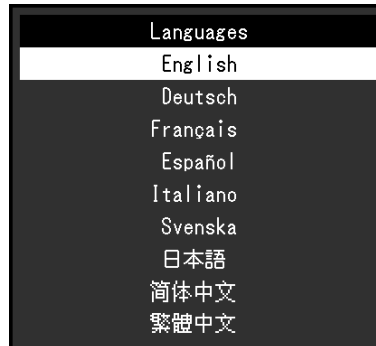 Languages
English
Deutsch
Français
Español
Italiano
Svenska
日本語
简体中文
繁體中文